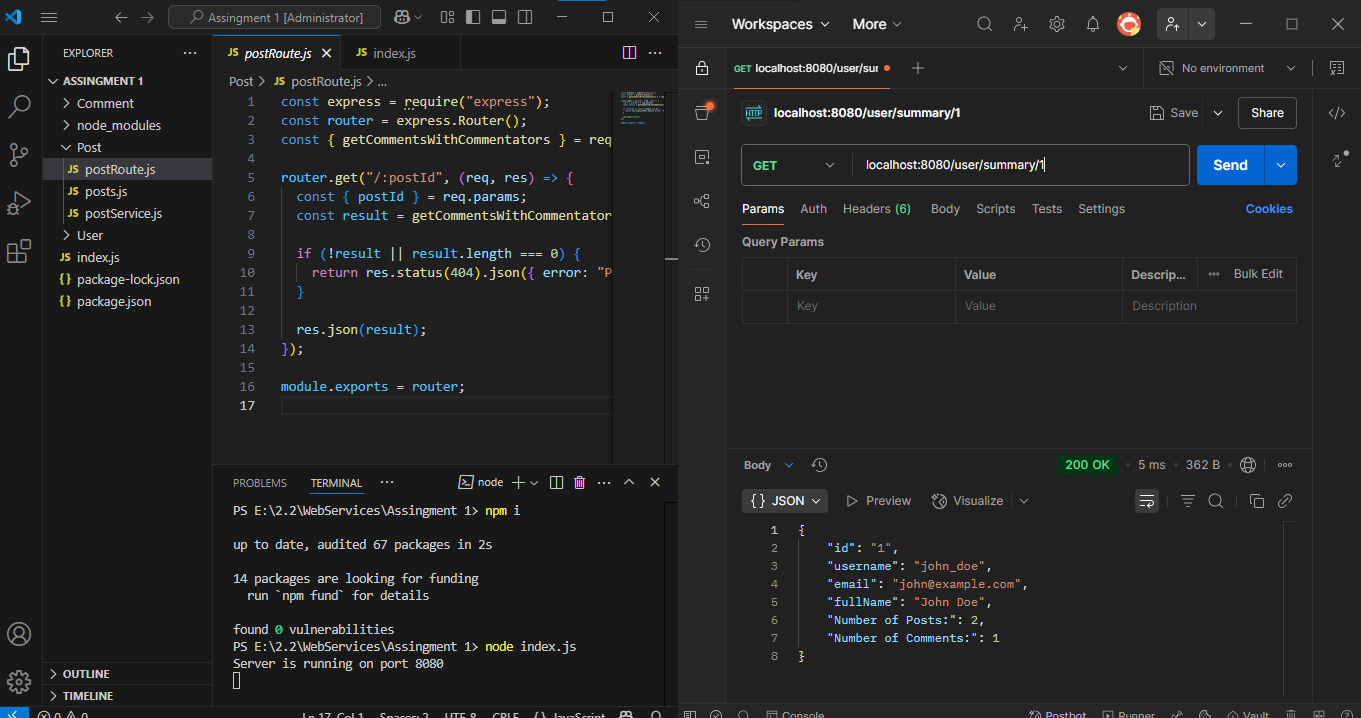 Assingment 1 [Administrator]
EXPLORER
ASSINGMENT 1
Comment
node_modules
Post
JS postRoute.js
JS posts.js
JS postService.js
User
JS index.js
{} package-lock.json
{} package.json
OUTLINE
TIMELINE
JS postRoute.js
JS index.js
Post > JS postRoute.js > ...
1 const express = require("express");
2 const router = express.Router();
3 const { getCommentsWithCommentators } = req
4
5 router.get("/:postId", (req, res) => {
6 const { postId } = req.params;
7 const result = getCommentsWithCommentator
8
9 if (!result || result.length === 0) {
10 return res.status(404).json({ error: "P
11 }
12
13 res.json(result);
14 });
15
16 module.exports = router;
17
PROBLEMS TERMINAL ... node
PS E:\2.2\WebServices\Assingment 1> npm i
up to date, audited 67 packages in 2s
14 packages are looking for funding
run `npm fund` for details
found 0 vulnerabilities
PS E:\2.2\WebServices\Assingment 1> node index.js
Server is running on port 8080
0 0 Ln 17, Col 1 Spaces: 2 UTF-8 CRLF {} JavaScript
Workspaces More
GET localhost:8080/user/sur
No environment
HTTP localhost:8080/user/summary/1 Save Share
GET localhost:8080/user/summary/1 Send
Params Auth Headers (6) Body Scripts Tests Settings Cookies
Query Params
Key Value Descrip... Bulk Edit
Key Value Description
Body 200 OK 5 ms 362 B
{} JSON Preview Visualize
1 {
2 "id": "1",
3 "username": "john_doe",
4 "email": "john@example.com",
5 "fullName": "John Doe",
6 "Number of Posts:": 2,
7 "Number of Comments:": 1
8 }
Console Postbot Runner Vault